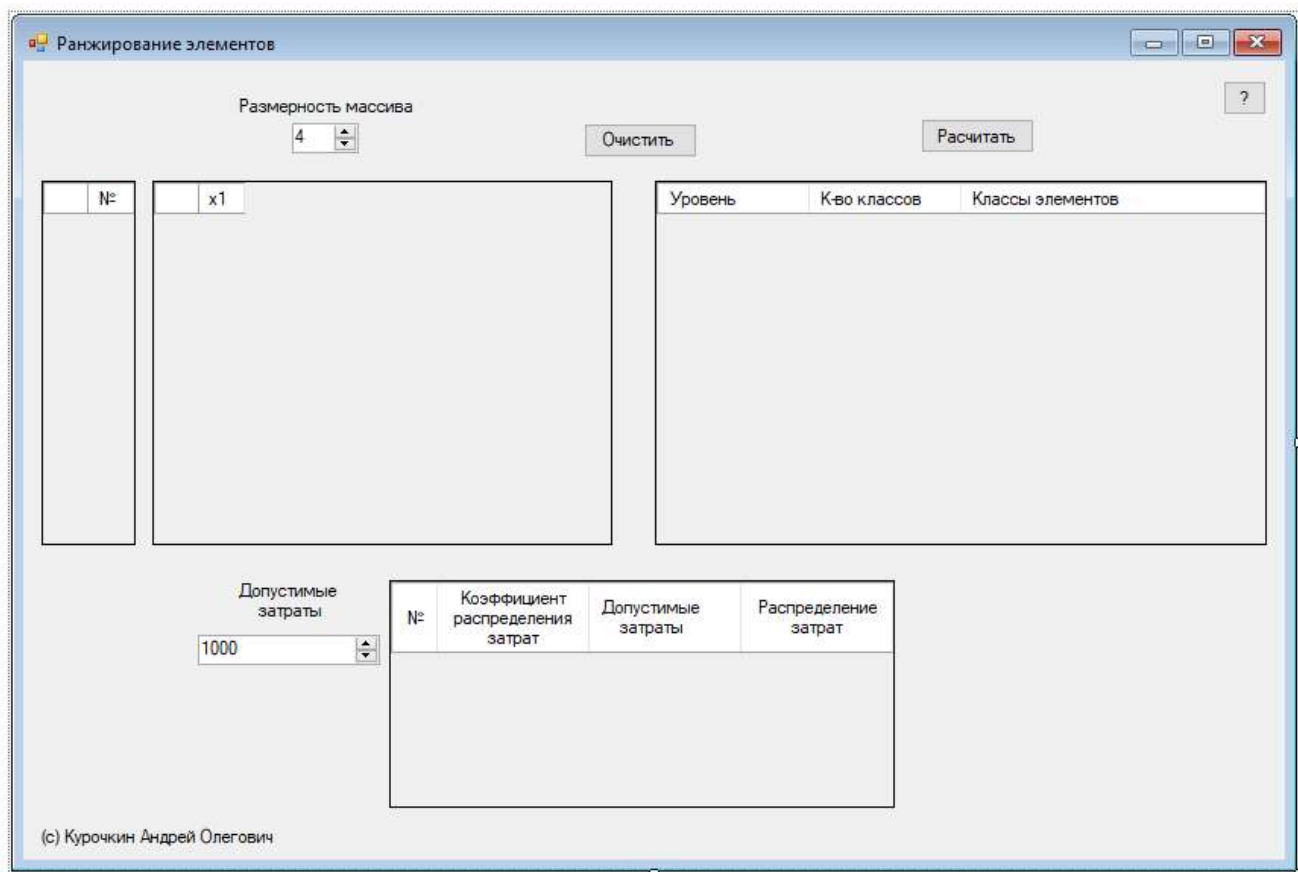 Ранжирование элементов
?
Размерность массива
4
Очистить
Расчитать
№
x1
Уровень К-во классов Классы элементов
Допустимые
затраты
1000
№
Коэффициент
распределения
затрат
Допустимые
затраты
Распределение
затрат
(c) Курочкин Андрей Олегович